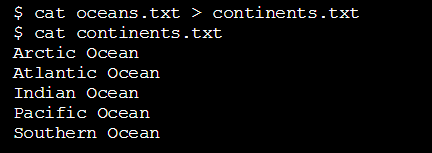 $ cat oceans.txt > continents.txt
$ cat continents.txt
Arctic Ocean
Atlantic Ocean
Indian Ocean
Pacific Ocean
Southern Ocean